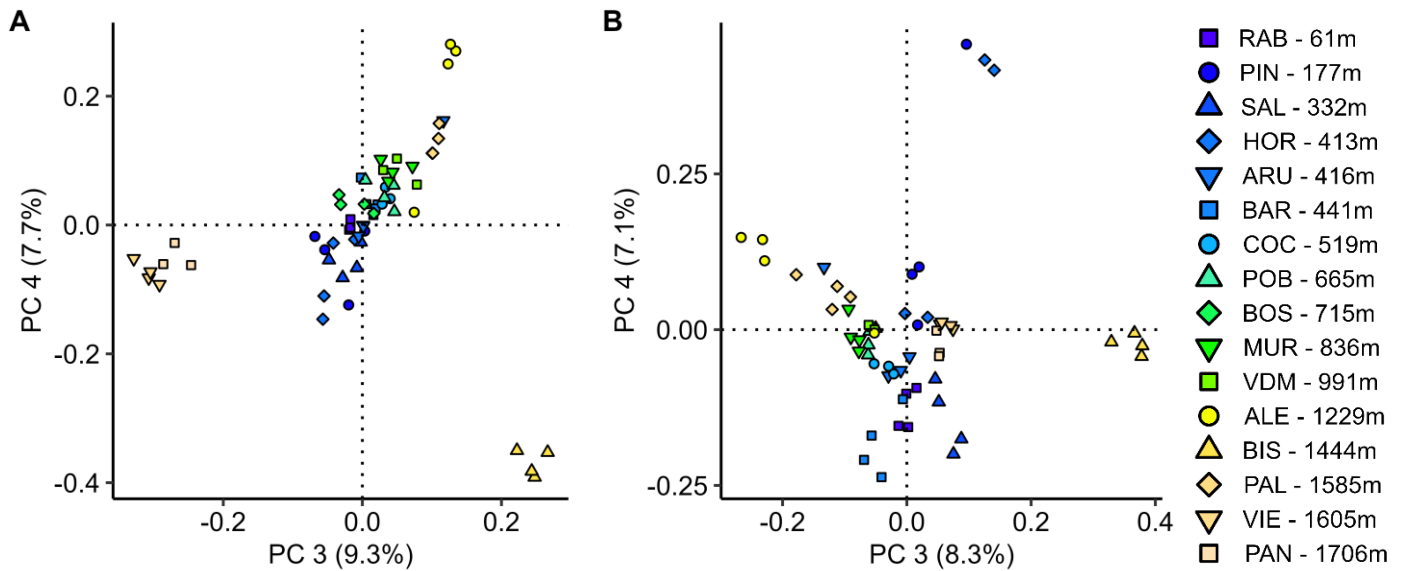 A
0.2
0.0
-0.2
-0.4
PC 4 (7.7%)
-0.2
0.0
0.2
PC 3 (9.3%)
B
0.25
0.00
-0.25
PC 4 (7.1%)
-0.2
0.0
0.2
0.4
PC 3 (8.3%)
RAB - 61m
PIN - 177m
SAL - 332m
HOR - 413m
ARU - 416m
BAR - 441m
COC - 519m
POB - 665m
BOS - 715m
MUR - 836m
VDM - 991m
ALE - 1229m
BIS - 1444m
PAL - 1585m
VIE - 1605m
PAN - 1706m